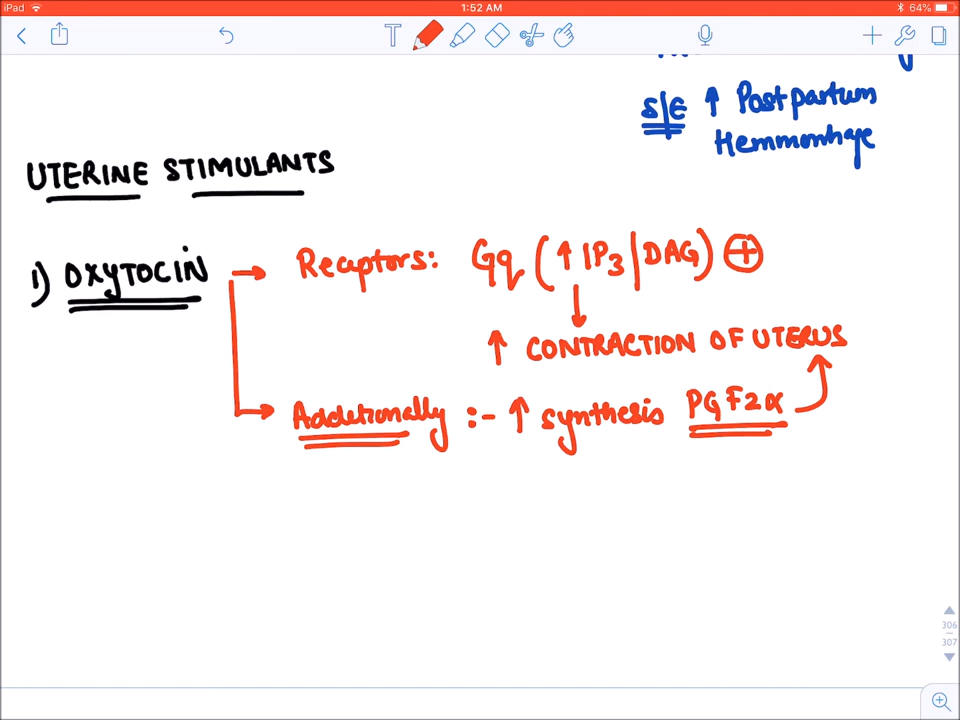 iPad 1:52 AM 64%
T
S/E ↑ Postpartum
Hemmorrhage
UTERINE STIMULANTS
1) OXYTOCIN → Receptors: Gq (↑ IP3/DAG) ⊕
↑ CONTRACTION OF UTERUS
Additionally :- ↑ synthesis PGF2α
306
307